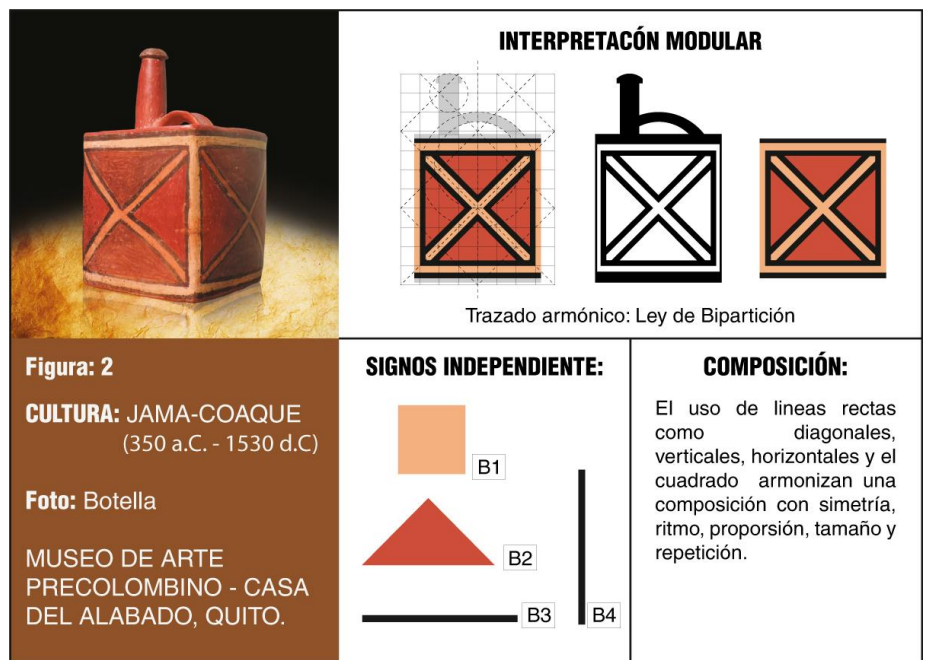 INTERPRETACÓN MODULAR
Trazado armónico: Ley de Bipartición
Figura: 2
CULTURA: JAMA-COAQUE
(350 a.C. - 1530 d.C)
Foto: Botella
MUSEO DE ARTE
PRECOLOMBINO - CASA
DEL ALABADO, QUITO.
SIGNOS INDEPENDIENTE:
B1
B2
B3
B4
COMPOSICIÓN:
El uso de lineas rectas
como diagonales,
verticales, horizontales y el
cuadrado armonizan una
composición con simetría,
ritmo, proporsión, tamaño y
repetición.